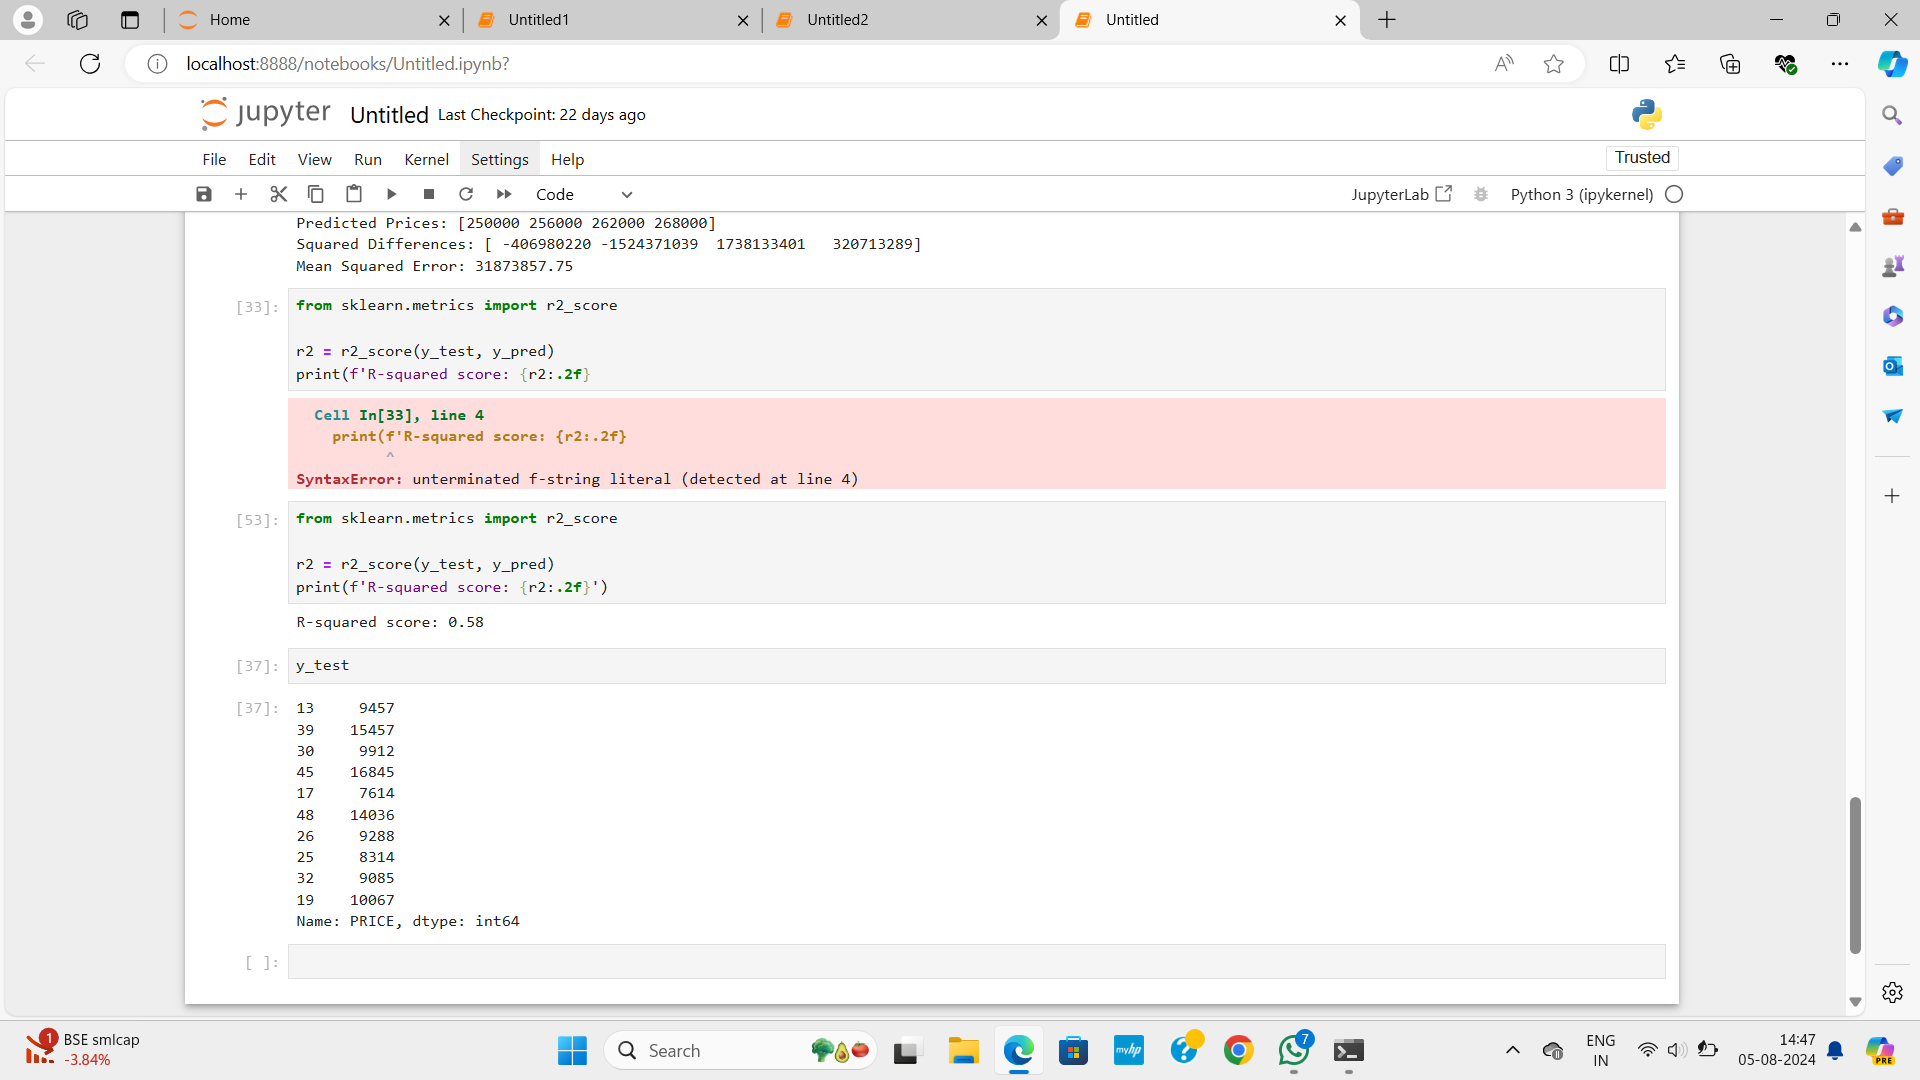 Home
Untitled1
Untitled2
Untitled
localhost:8888/notebooks/Untitled.ipynb?
jupyter Untitled Last Checkpoint: 22 days ago
File Edit View Run Kernel Settings Help
Trusted
Code
JupyterLab
Python 3 (ipykernel)
Predicted Prices: [250000 256000 262000 268000]
Squared Differences: [ -406980220 -1524371039  1738133401   320713289]
Mean Squared Error: 31873857.75
[33]:
from sklearn.metrics import r2_score
r2 = r2_score(y_test, y_pred)
print(f'R-squared score: {r2:.2f}
Cell In[33], line 4
print(f'R-squared score: {r2:.2f}
^
SyntaxError: unterminated f-string literal (detected at line 4)
[53]:
from sklearn.metrics import r2_score
r2 = r2_score(y_test, y_pred)
print(f'R-squared score: {r2:.2f}')
R-squared score: 0.58
[37]:
y_test
[37]:
13     9457
39    15457
30     9912
45    16845
17     7614
48    14036
26     9288
25     8314
32     9085
19    10067
Name: PRICE, dtype: int64
[ ]:
1
BSE smlcap
-3.84%
Search
myhp
7
ENG
IN
14:47
05-08-2024
PRE